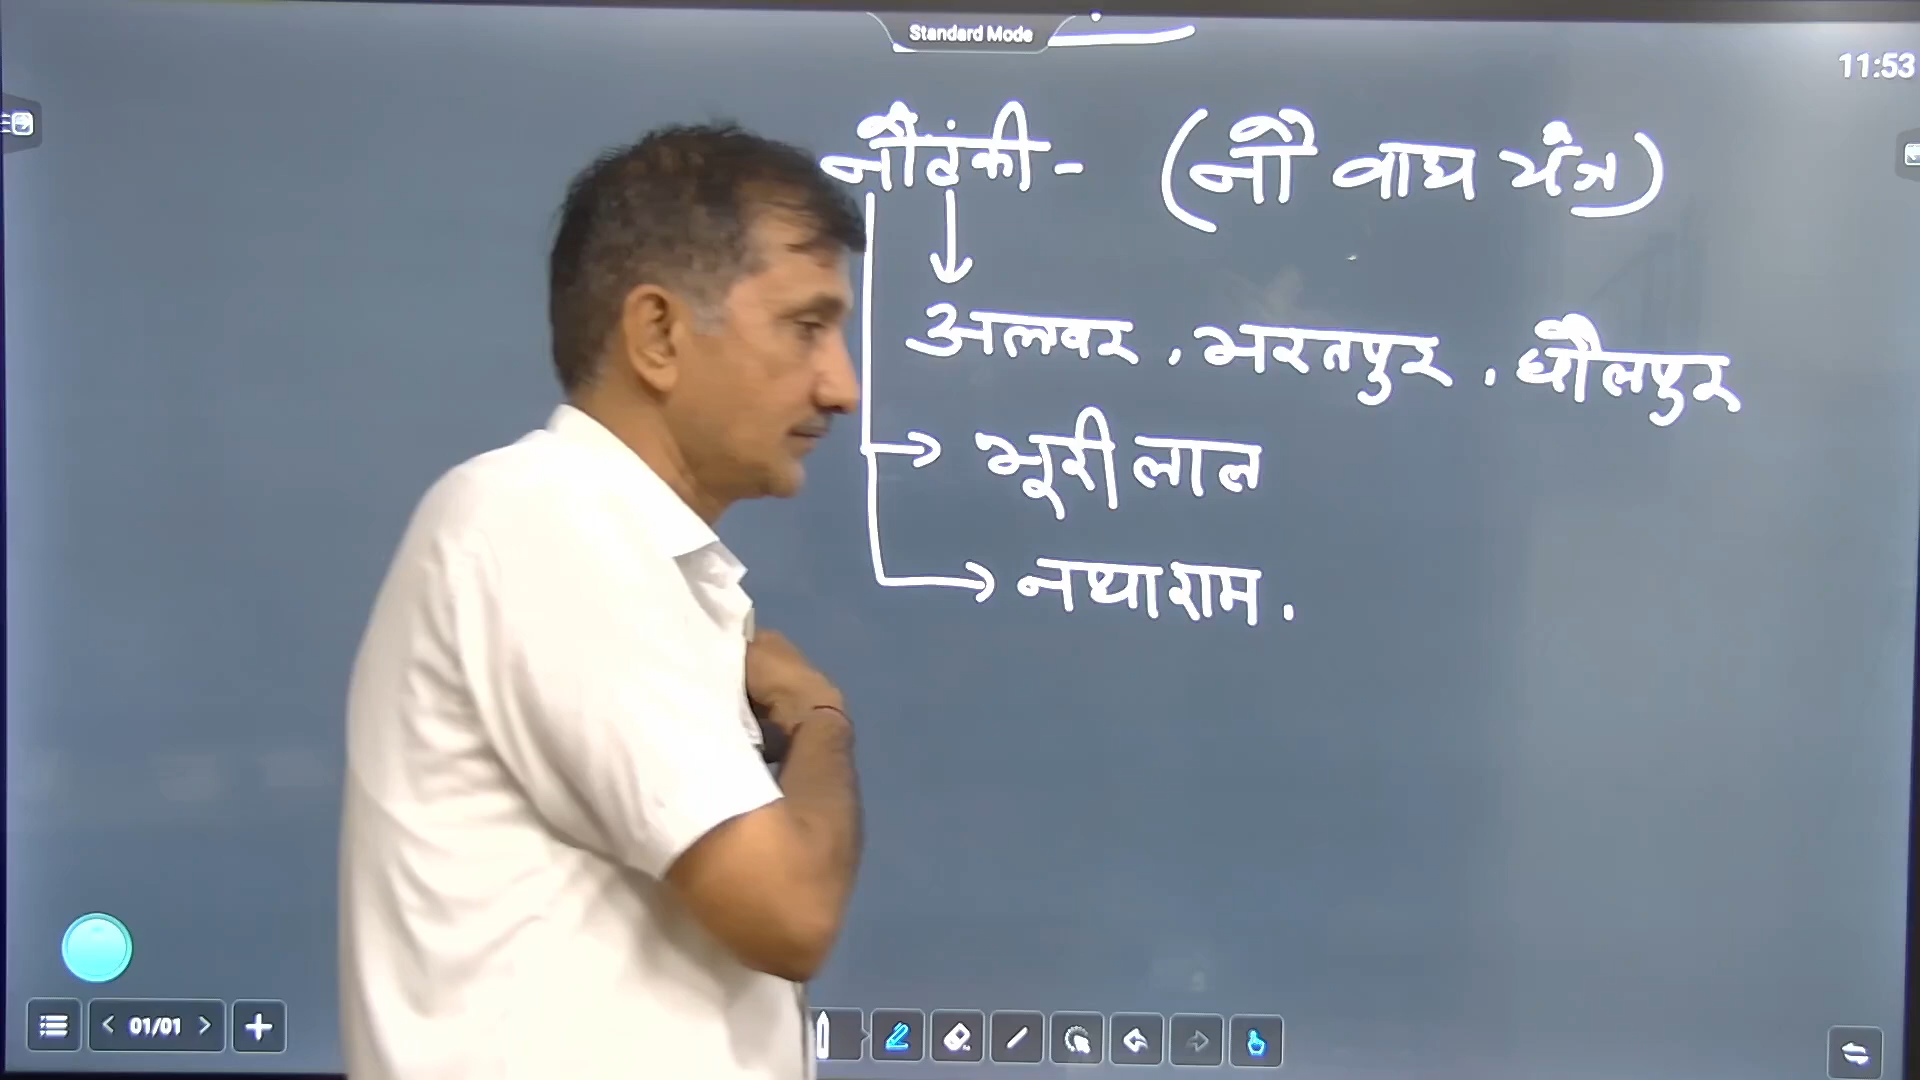 Standard Mode
11:53
नौटंकी - (नौ वाद्य यंत्र)
अलवर, भरतपुर, धौलपुर
भूरीलाल
नथाराम.
01/01